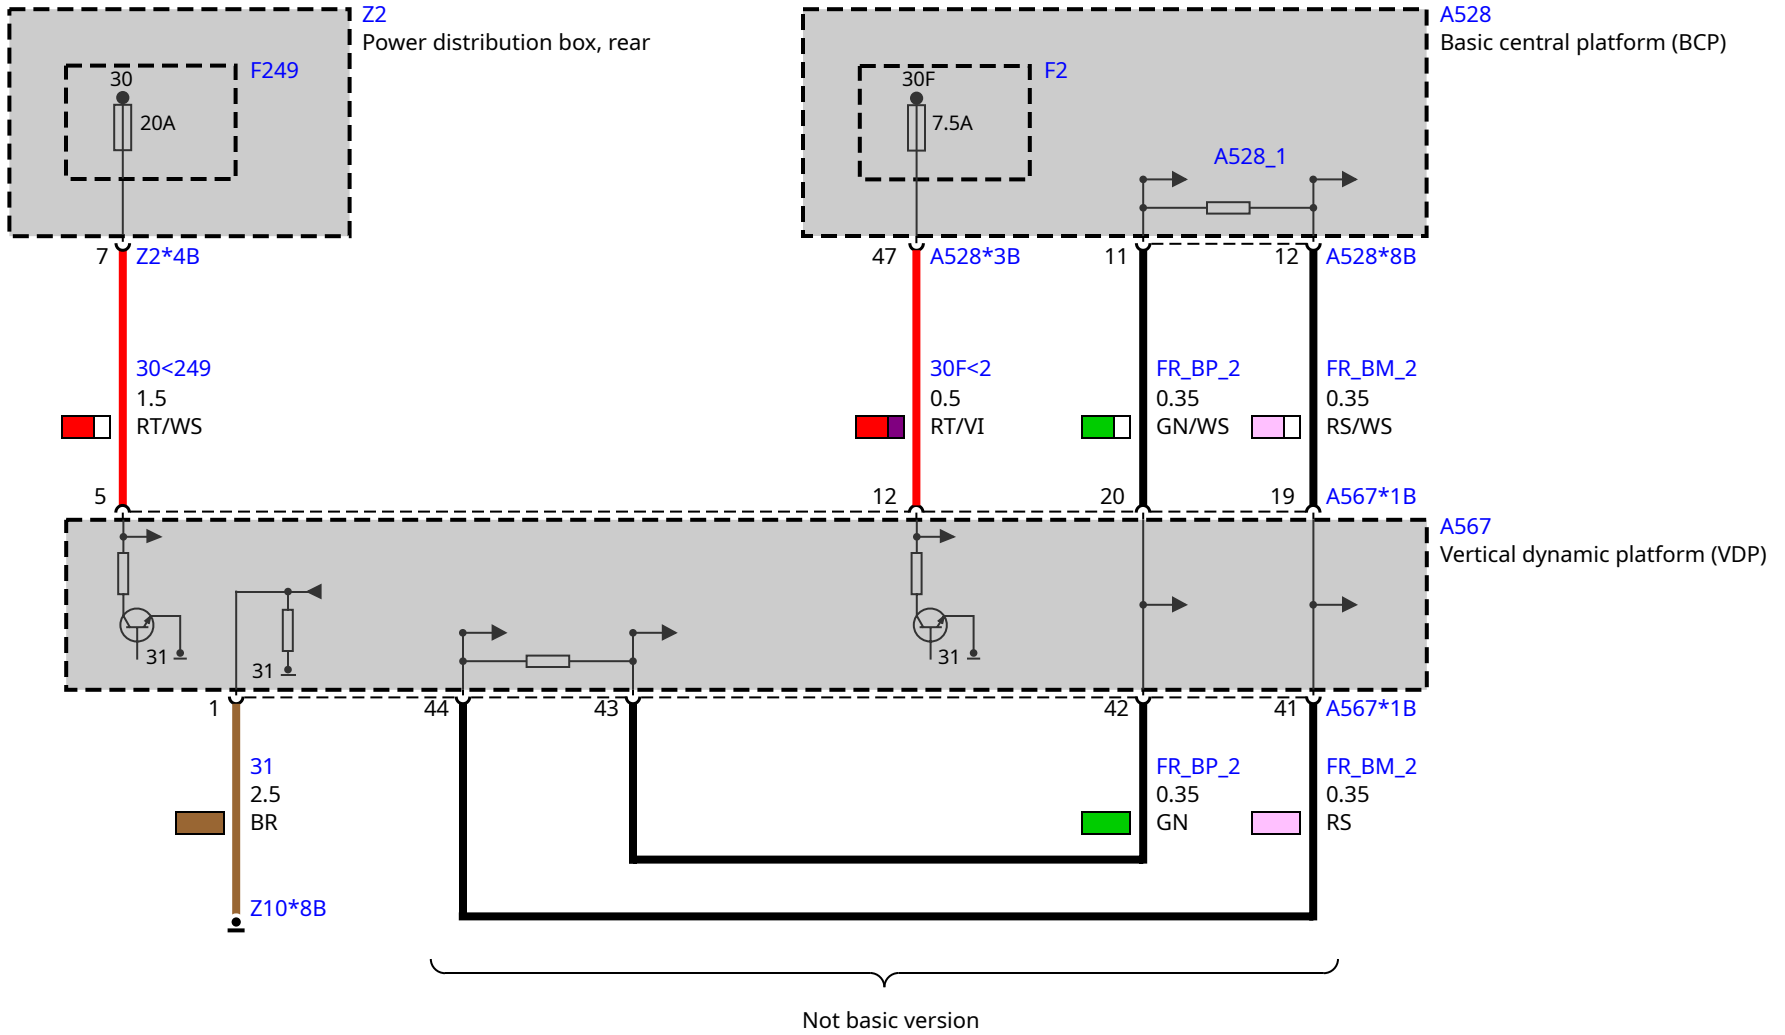 Z2
Power distribution box, rear
F249
30
20A
A528
Basic central platform (BCP)
F2
30F
7.5A
A528_1
7
Z2*4B
47
A528*3B
11
12
A528*8B
30<249
1.5
RT/WS
30F<2
0.5
RT/VI
FR_BP_2
0.35
GN/WS
FR_BM_2
0.35
RS/WS
5
12
20
19
A567*1B
A567
Vertical dynamic platform (VDP)
31
31
31
1
44
43
42
41
A567*1B
31
2.5
BR
FR_BP_2
0.35
GN
FR_BM_2
0.35
RS
Z10*8B
Not basic version